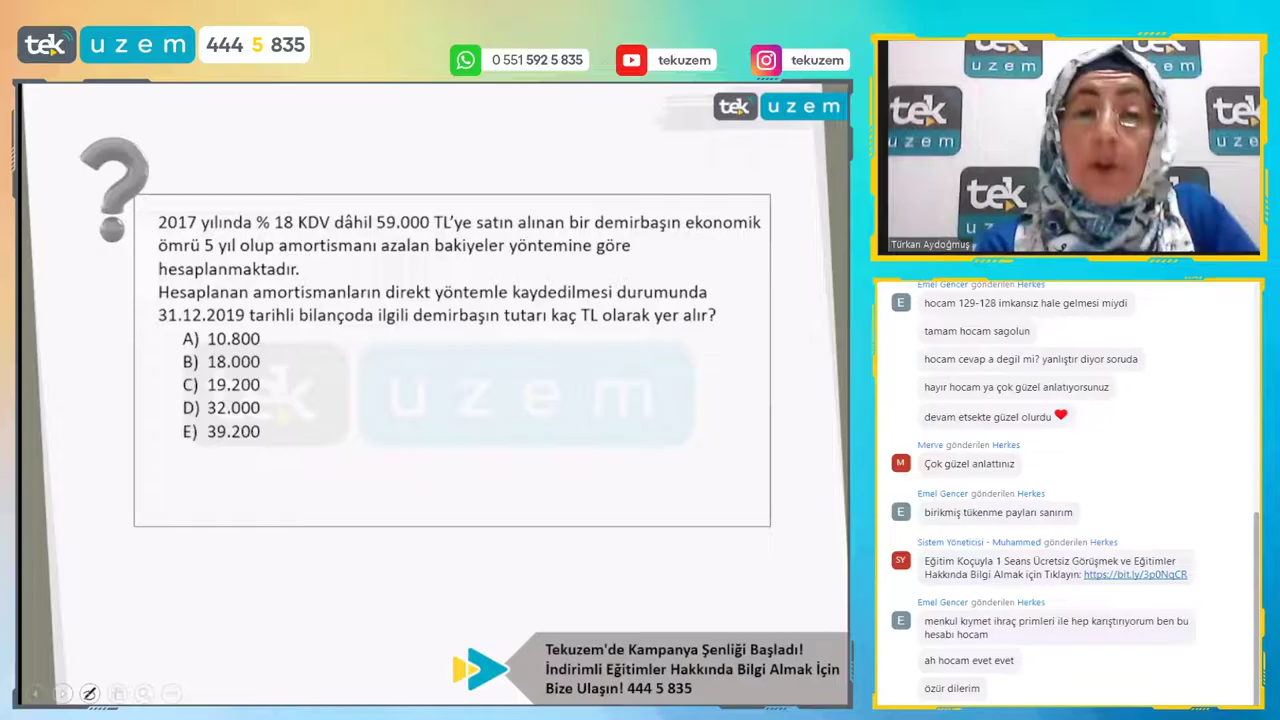 tek uzem 444 5 835
0 551 592 5 835
tekuzem
tekuzem
tek uzem
2017 yılında % 18 KDV dâhil 59.000 TL’ye satın alınan bir demirbaşın ekonomik
ömrü 5 yıl olup amortismanı azalan bakiyeler yöntemine göre
hesaplanmaktadır.
Hesaplanan amortismanların direkt yöntemle kaydedilmesi durumunda
31.12.2019 tarihli bilançoda ilgili demirbaşın tutarı kaç TL olarak yer alır?
A) 10.800
B) 18.000
C) 19.200
D) 32.000
E) 39.200
uzem
Tekuzem'de Kampanya Şenliği Başladı!
İndirimli Eğitimler Hakkında Bilgi Almak İçin
Bize Ulaşın! 444 5 835
uzem
tek
uzem
tek
Türkan Aydoğmuş
Emel Gencer gönderilen Herkes
E
hocam 129-128 imkansız hale gelmesi miydi
tamam hocam sagolun
hocam cevap a degil mi? yanlıştır diyor soruda
hayır hocam ya çok güzel anlatıyorsunuz
devam etsekte güzel olurdu
Merve gönderilen Herkes
M
Çok güzel anlattınız
Emel Gencer gönderilen Herkes
E
birikmiş tükenme payları sanırım
Sistem Yöneticisi - Muhammed gönderilen Herkes
SY
Eğitim Koçuyla 1 Seans Ücretsiz Görüşmek ve Eğitimler
Hakkında Bilgi Almak için Tıklayın: https://bit.ly/3p0NqCR
Emel Gencer gönderilen Herkes
E
menkul kıymet ihraç primleri ile hep karıştırıyorum ben bu
hesabı hocam
ah hocam evet evet
özür dilerim